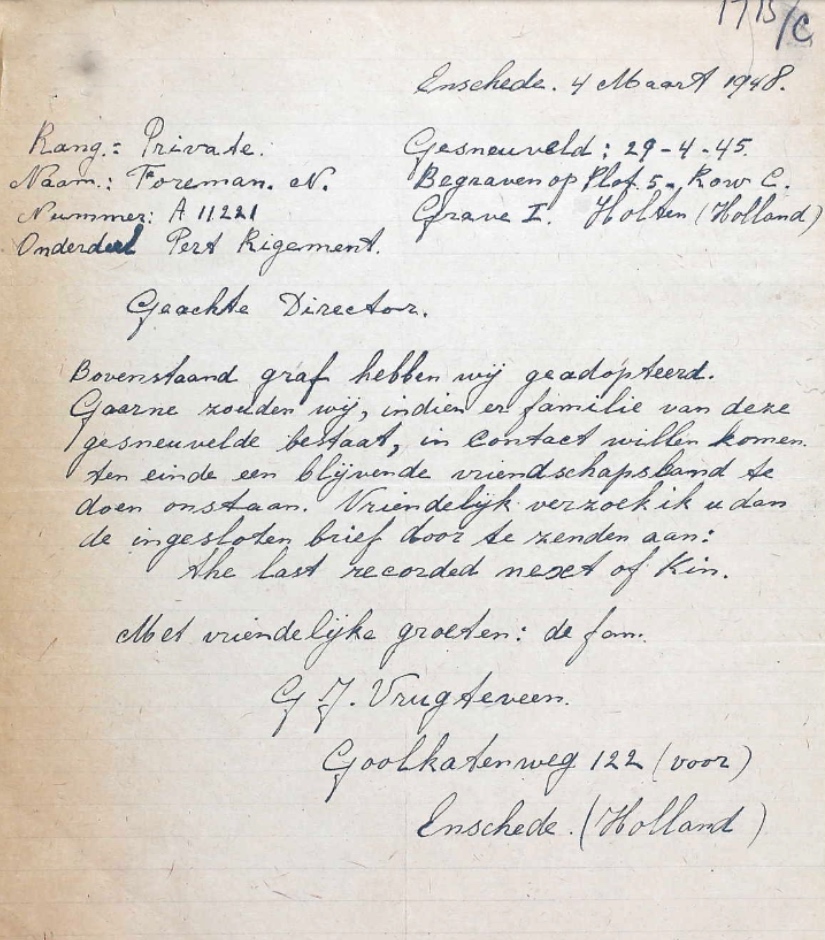 1715/C
Enschede. 4 Maart 1948.
Rang.: Private. Gesneuveld: 29-4-45.
Naam.: Foreman. N. Begraven op Plot. 5-, Row C.
Nummer: A 11221 Grave I. Holten (Holland)
Onderdeel Pert Rigement.
Geachte Director.
Bovenstaand graf hebben wij geadopteerd.
Gaarne zouden wij, indien er familie van deze
gesneuvelde bestaat, in contact willen komen
ten einde een blijvende vriendschapsband te
doen onstaan. Vriendelijk verzoek ik u dan
de ingesloten brief door te zenden aan:
the last recorded next of Kin.
Met vriendelijke groeten: de fam.
G. J. Vrugteveen.
Goolkatenweg 122 (voor)
Enschede. (Holland)